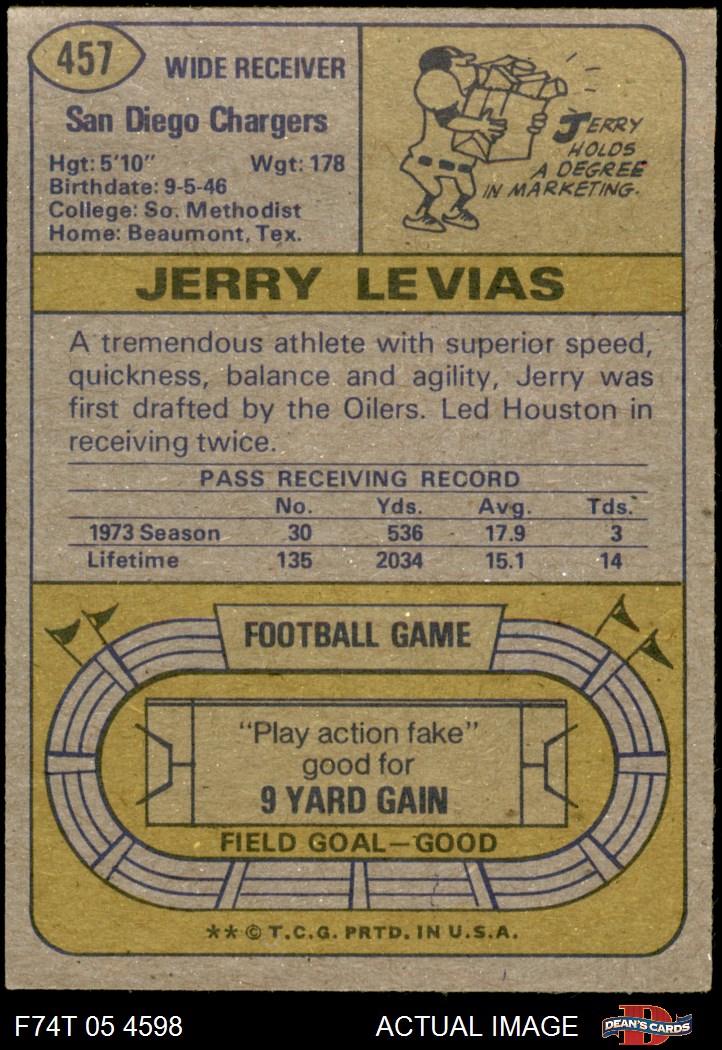 457
WIDE RECEIVER
San Diego Chargers
Hgt: 5'10" Wgt: 178
Birthdate: 9-5-46
College: So. Methodist
Home: Beaumont, Tex.
JERRY
HOLDS
A DEGREE
IN MARKETING.
JERRY LEVIAS
A tremendous athlete with superior speed,
quickness, balance and agility, Jerry was
first drafted by the Oilers. Led Houston in
receiving twice.
PASS RECEIVING RECORD
No. Yds. Avg. Tds.
1973 Season 30 536 17.9 3
Lifetime 135 2034 15.1 14
FOOTBALL GAME
"Play action fake"
good for
9 YARD GAIN
FIELD GOAL—GOOD
** © T.C.G. PRTD. IN U.S.A.
F74T 05 4598 ACTUAL IMAGE D DEAN'S CARDS